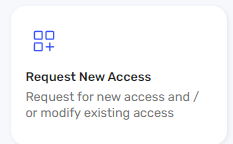 Request New Access
Request for new access and /
or modify existing access